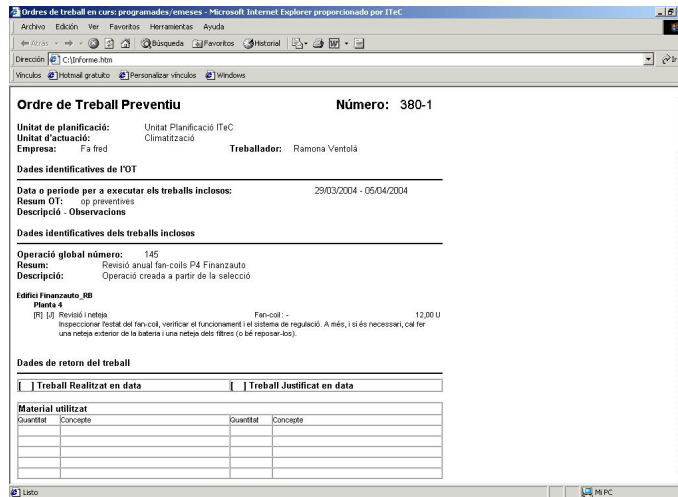 Ordres de treball en curs: programades/emeses - Microsoft Internet Explorer proporcionado por ITeC
Archivo Edición Ver Favoritos Herramientas Ayuda
Atrás Búsqueda Favoritos Historial
Dirección C:\Informe.htm Ir
Vínculos Hotmail gratuito Personalizar vínculos Windows
Ordre de Treball Preventiu Número: 380-1
Unitat de planificació: Unitat Planificació ITeC
Unitat d'actuació: Climatització
Empresa: Fa fred Treballador: Ramona Ventolá
Dades identificatives de l'OT
Data o periode per a executar els treballs inclosos: 29/03/2004 - 05/04/2004
Resum OT: op preventives
Descripció - Observacions
Dades identificatives dels treballs inclosos
Operació global número: 145
Resum: Revisió anual fan-coils P4 Finanzauto
Descripció: Operació creada a partir de la selecció
Edifici Finanzauto_RB
Planta 4
[R] [J] Revisió i neteja Fan-coil : - 12,00 U
Inspeccionar l'estat del fan-coil, verificar el funcionament i el sistema de regulació. A més, i si és necessari, cal fer
una neteja exterior de la bateria i una neteja dels filtres (o bé reposar-los).
Dades de retorn del treball
[ ] Treball Realitzat en data [ ] Treball Justificat en data
Material utilitzat
Quantitat Concepte Quantitat Concepte
Listo Mi PC